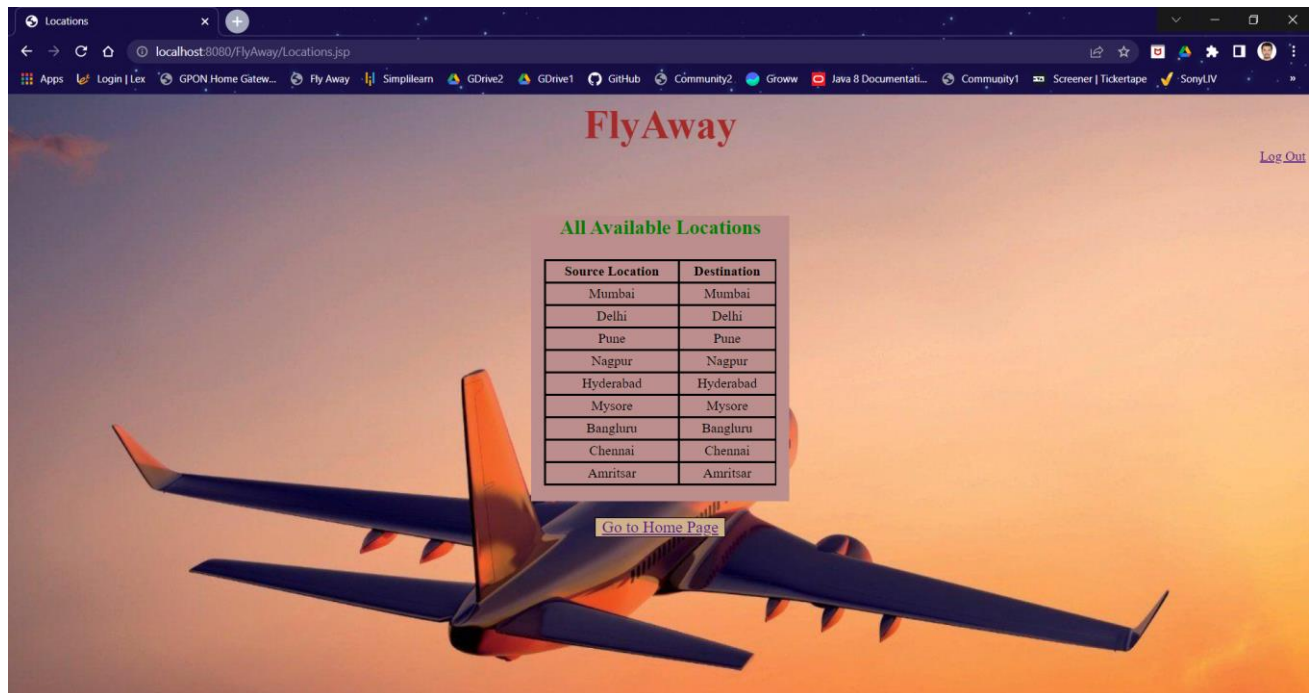 Locations
localhost:8080/FlyAway/Locations.jsp
Apps Login | Lex GPON Home Gatew... Fly Away Simplilearn GDrive2 GDrive1 GitHub Community2 Groww Java 8 Documentati... Community1 Screener | Tickertape SonyLIV »
FlyAway
Log Out
All Available Locations
Source Location Destination
Mumbai Mumbai
Delhi Delhi
Pune Pune
Nagpur Nagpur
Hyderabad Hyderabad
Mysore Mysore
Bangluru Bangluru
Chennai Chennai
Amritsar Amritsar
Go to Home Page